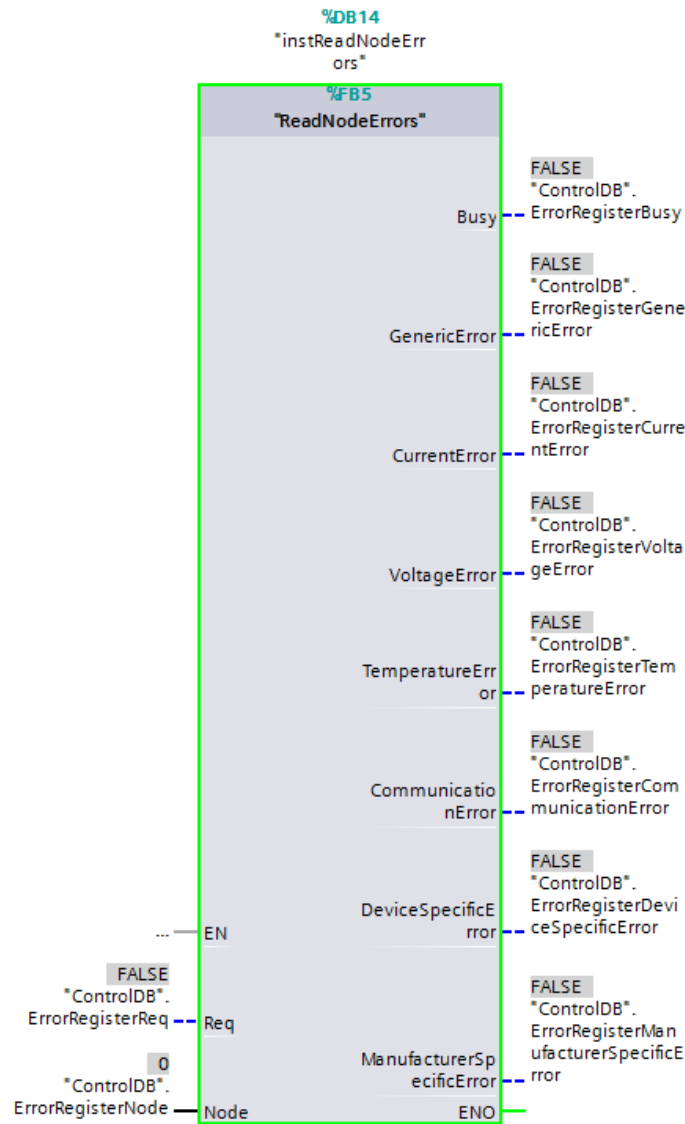 %DB14
"instReadNodeErr
ors"
%FB5
"ReadNodeErrors"
FALSE
"ControlDB".
Busy
ErrorRegisterBusy
FALSE
"ControlDB".
ErrorRegisterGene
GenericError
ricError
FALSE
"ControlDB".
ErrorRegisterCurre
CurrentError
ntError
FALSE
"ControlDB".
ErrorRegisterVolta
VoltageError
geError
FALSE
"ControlDB".
TemperatureErr
ErrorRegisterTem
or
peratureError
FALSE
"ControlDB".
Communicatio
ErrorRegisterCom
nError
municationError
FALSE
"ControlDB".
DeviceSpecificE
ErrorRegisterDevi
... EN
rror
ceSpecificError
FALSE
"ControlDB".
ErrorRegisterReq
Req
FALSE
"ControlDB".
ErrorRegisterMan
ManufacturerSp
ufacturerSpecificE
ecificError
rror
0
"ControlDB".
ErrorRegisterNode
Node
ENO